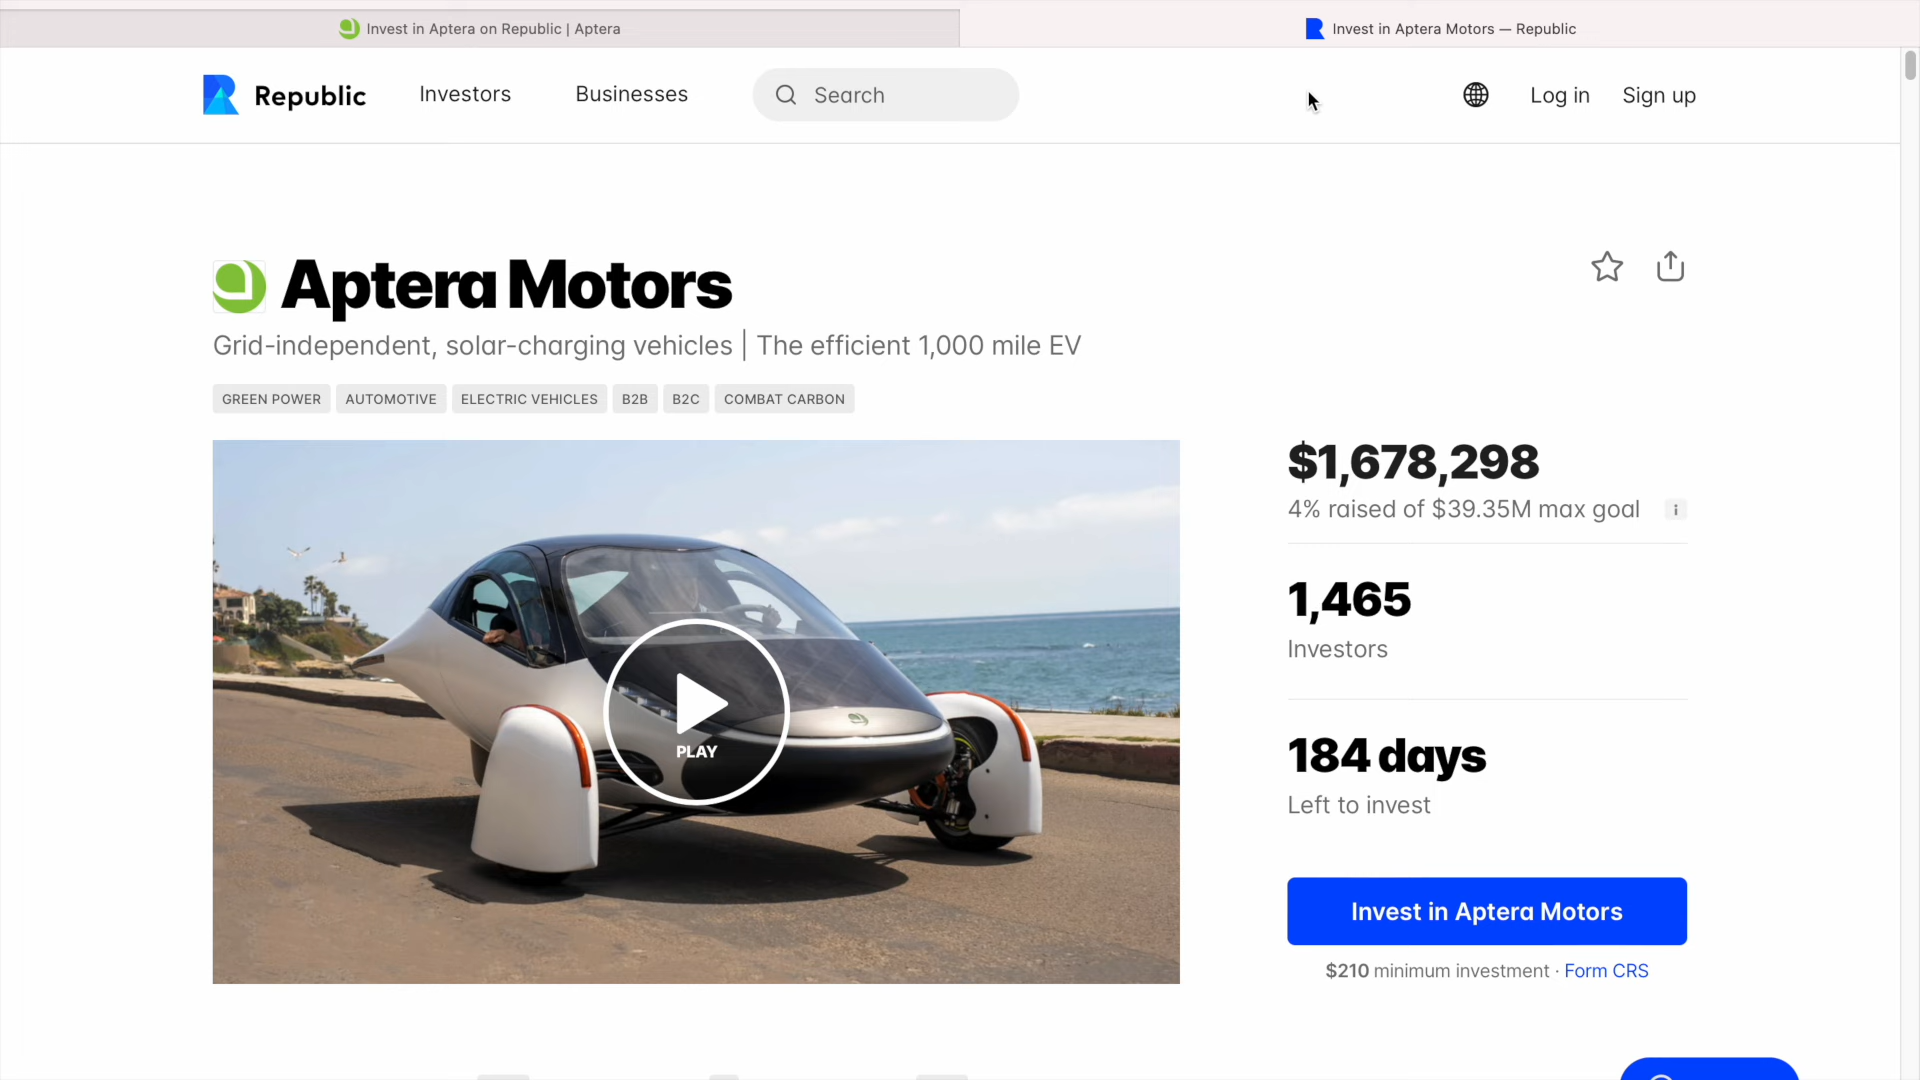 Invest in Aptera on Republic | Aptera
Invest in Aptera Motors — Republic
Republic
Investors
Businesses
Search
Log in
Sign up
Aptera Motors
Grid-independent, solar-charging vehicles | The efficient 1,000 mile EV
GREEN POWER
AUTOMOTIVE
ELECTRIC VEHICLES
B2B
B2C
COMBAT CARBON
PLAY
$1,678,298
4% raised of $39.35M max goal
i
1,465
Investors
184 days
Left to invest
Invest in Aptera Motors
$210 minimum investment · Form CRS